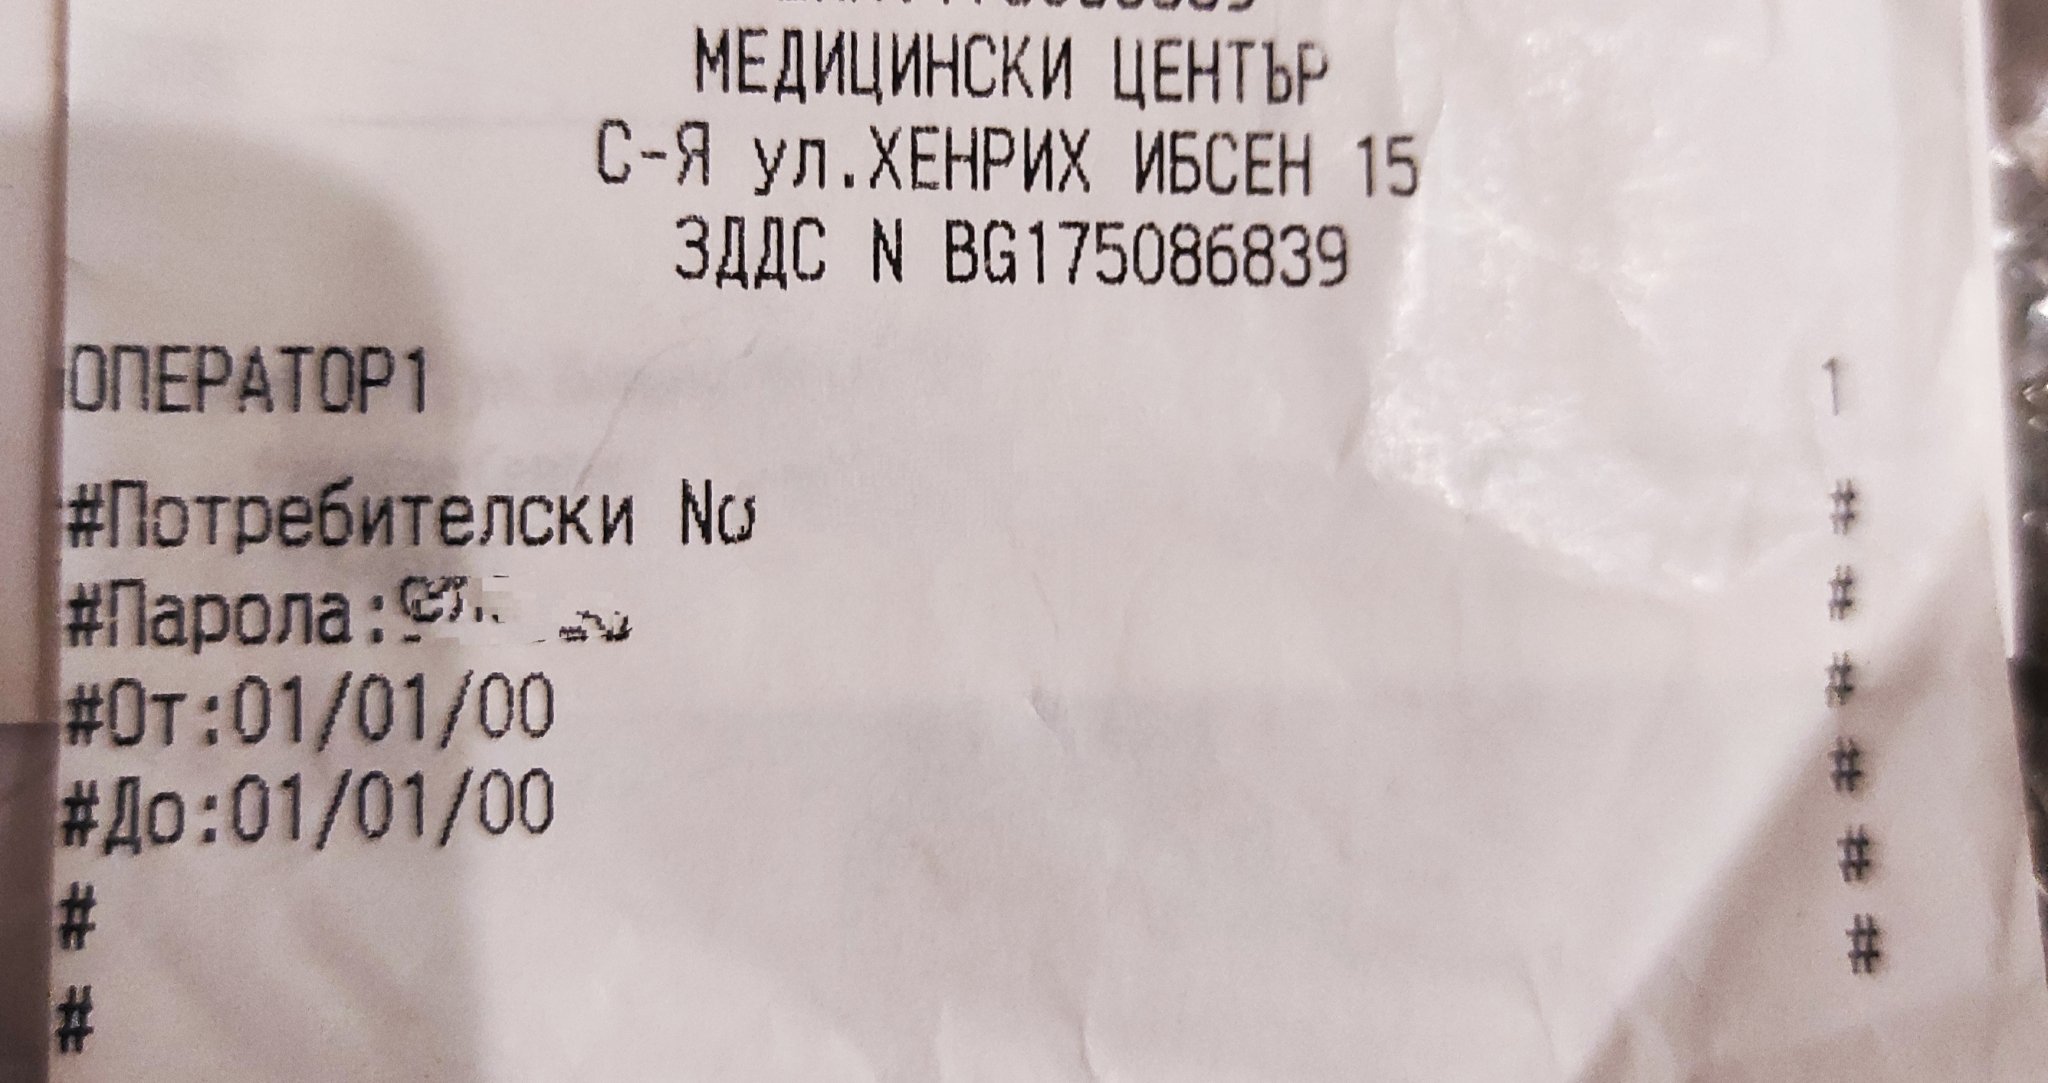 МЕДИЦИНСКИ ЦЕНТЪР
С-Я ул.ХЕНРИХ ИБСЕН 15
ЗДДС N BG175086839
ОПЕРАТОР1 1
#Потребителски No #
#Парола: #
#От:01/01/00 #
#До:01/01/00 #
# #
# #